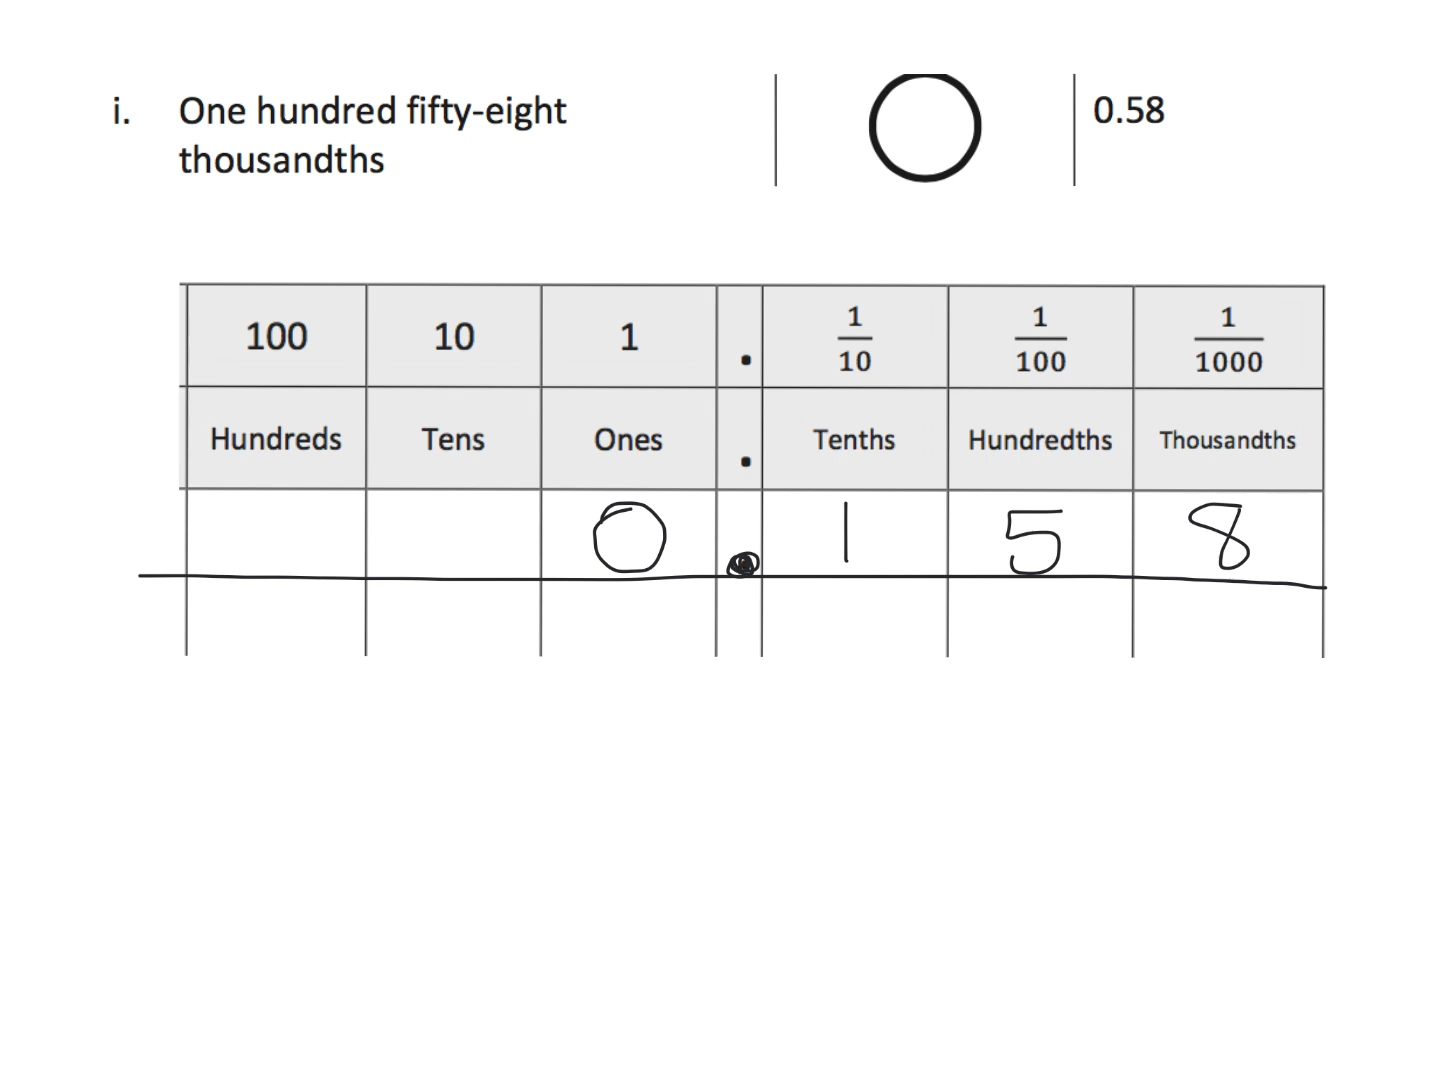 i. One hundred fifty-eight 0.58
thousandths
100 10 1 . 1/10 1/100 1/1000
Hundreds Tens Ones . Tenths Hundredths Thousandths
0 . 1 5 8